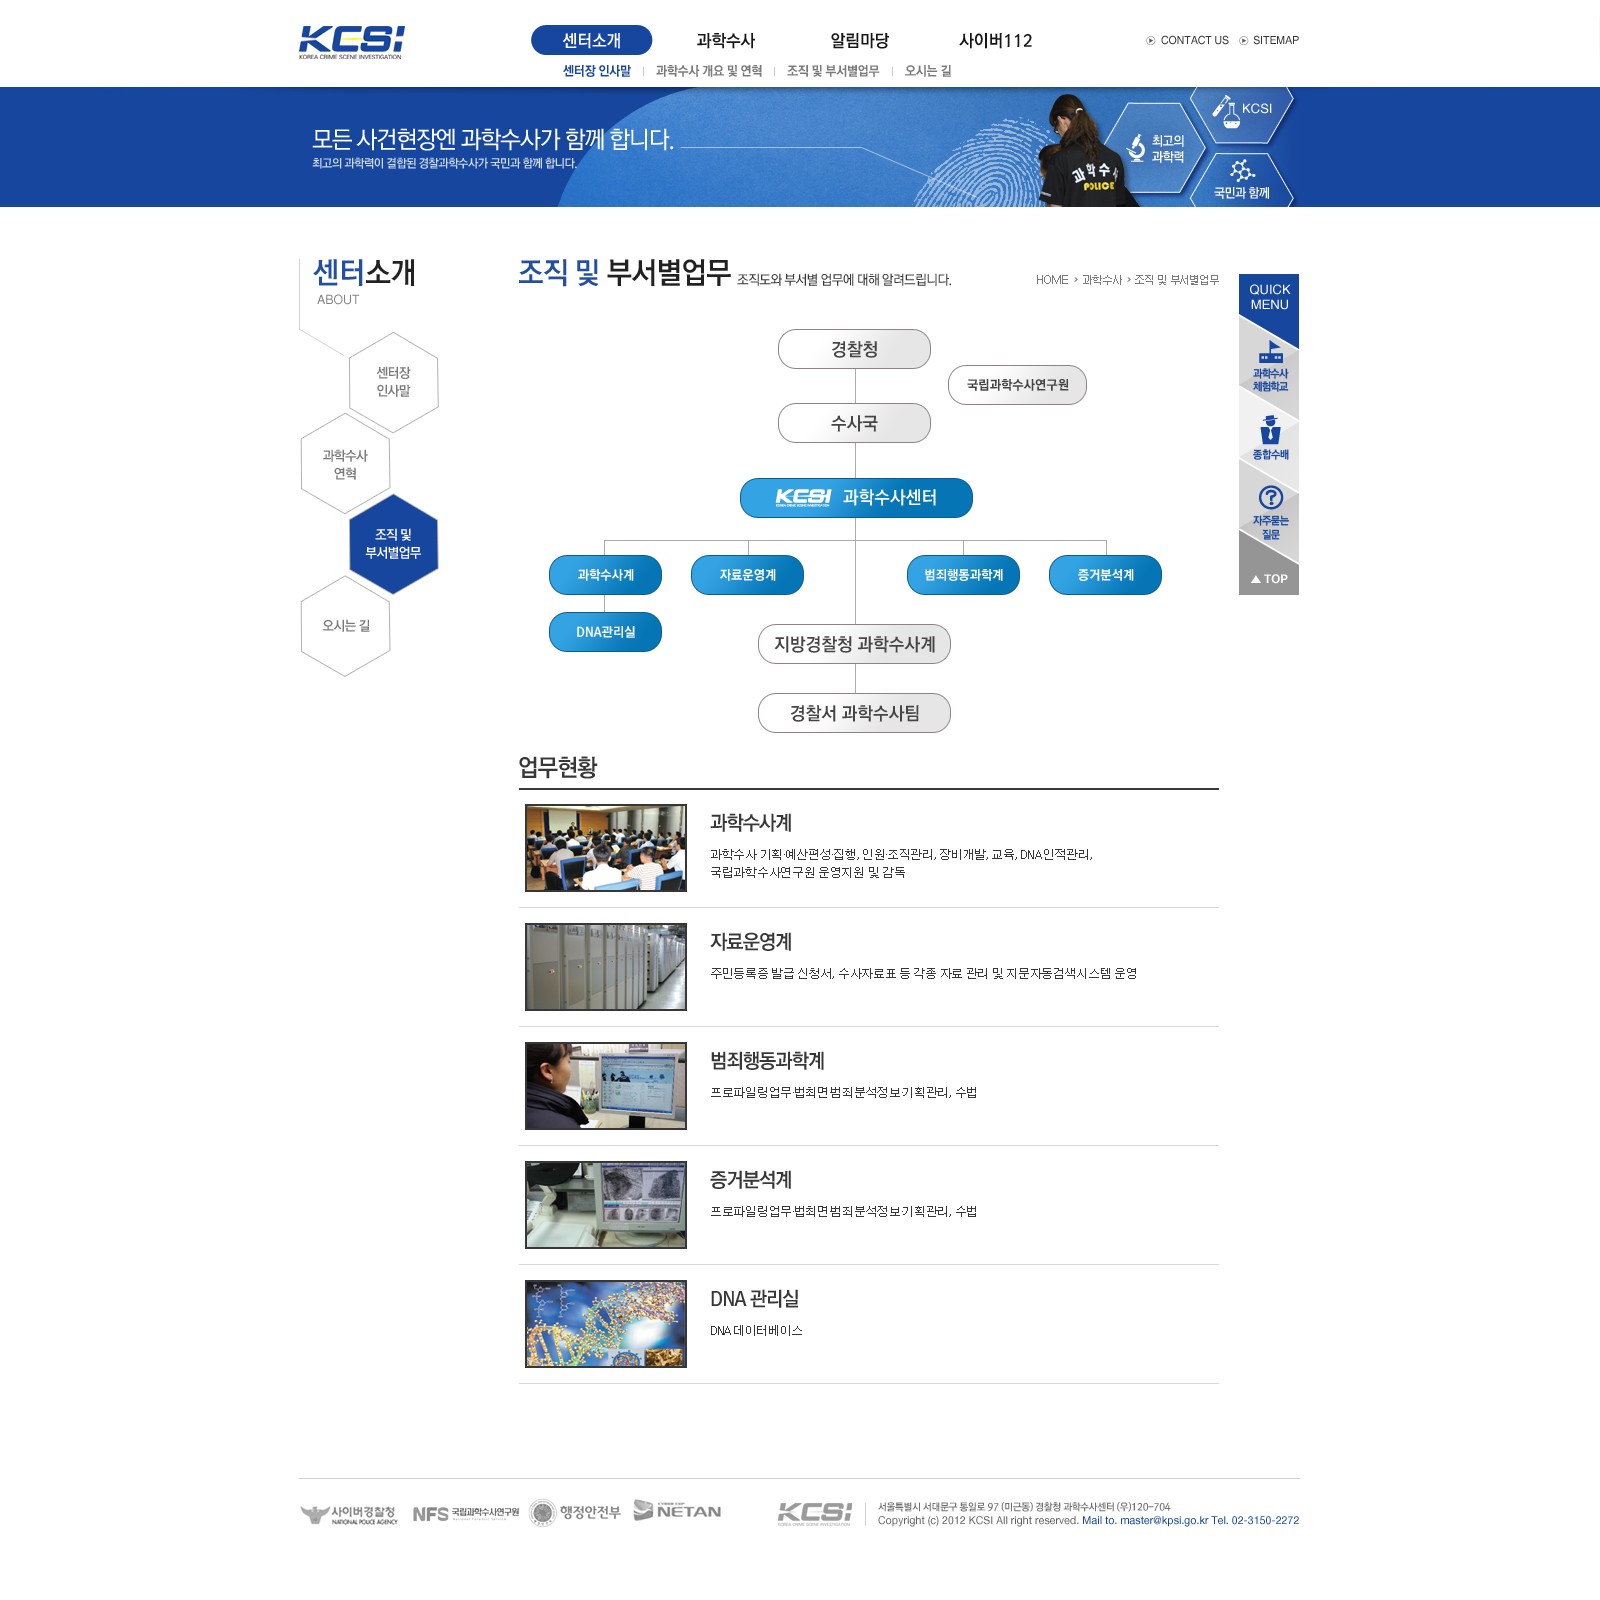 KCSI
KOREA CRIME SCENE INVESTIGATION
센터소개 과학수사 알림마당 사이버112
CONTACT US SITEMAP
센터장 인사말 과학수사 개요 및 연혁 조직 및 부서별업무 오시는 길
모든 사건현장엔 과학수사가 함께 합니다.
최고의 과학력이 결합된 경찰과학수사가 국민과 함께 합니다.
과학수사
POLICE
최고의
과학력
KCSI
국민과 함께
센터소개
ABOUT
센터장
인사말
과학수사
연혁
조직 및
부서별업무
오시는 길
조직 및 부서별업무 조직도와 부서별 업무에 대해 알려드립니다.
HOME > 과학수사 > 조직 및 부서별업무
경찰청
국립과학수사연구원
수사국
KCSI 과학수사센터
과학수사계 자료운영계 범죄행동과학계 증거분석계
DNA관리실
지방경찰청 과학수사계
경찰서 과학수사팀
QUICK
MENU
과학수사
체험학교
종합수배
자주묻는
질문
▲ TOP
업무현황
과학수사계
과학수사 기획·예산편성·집행, 인원·조직관리, 장비개발, 교육, DNA인적관리,
국립과학수사연구원 운영지원 및 감독
자료운영계
주민등록증 발급 신청서, 수사자료표 등 각종 자료 관리 및 지문자동검색시스템 운영
범죄행동과학계
프로파일링업무·법최면·범죄분석정보·기획관리, 수법
증거분석계
프로파일링업무·법최면·범죄분석정보·기획관리, 수법
DNA 관리실
DNA 데이터베이스
사이버경찰청
NATIONAL POLICE AGENCY
NFS 국립과학수사연구원
행정안전부
NETAN
KCSI
서울특별시 서대문구 통일로 97 (미근동) 경찰청 과학수사센터 (우)120-704
Copyright (c) 2012 KCSI All right reserved. Mail to. master@kpsi.go.kr Tel. 02-3150-2272